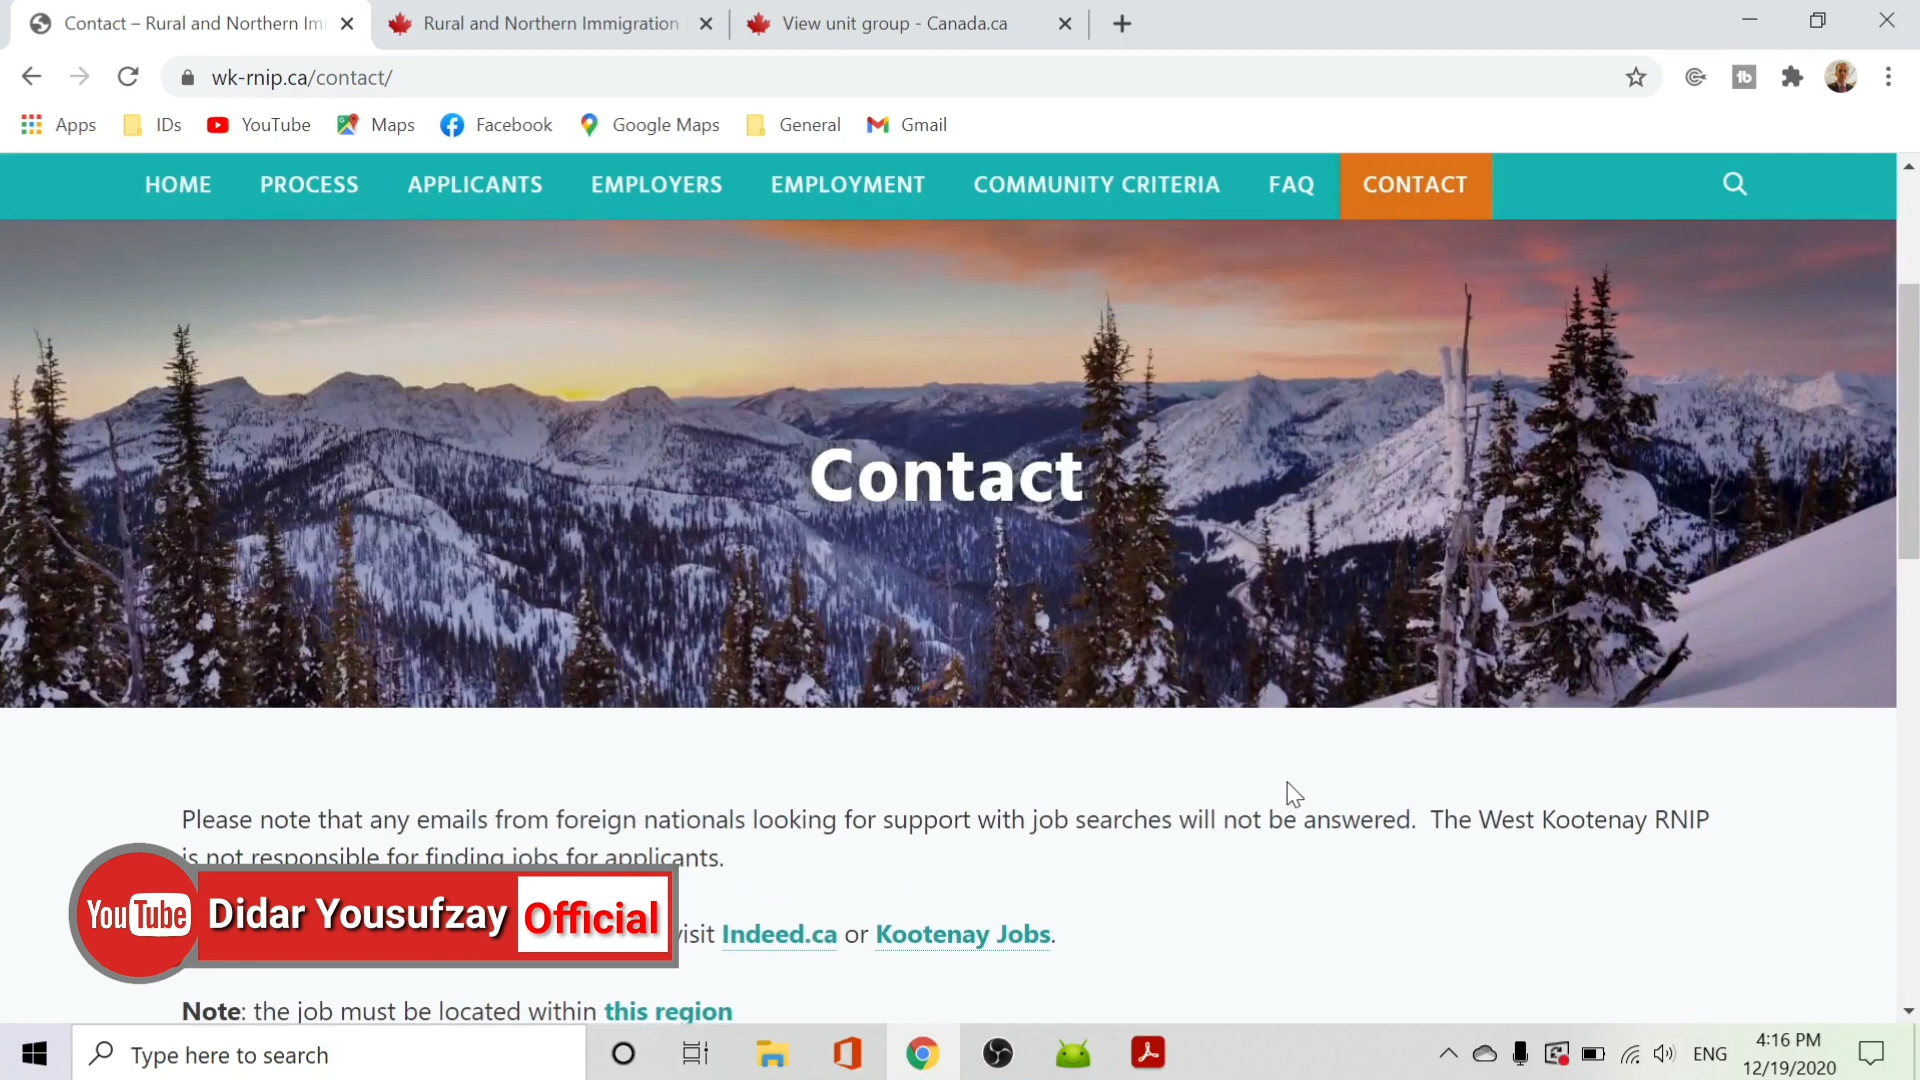 Contact – Rural and Northern Im
Rural and Northern Immigration
View unit group - Canada.ca
wk-rnip.ca/contact/
Apps
IDs
YouTube
Maps
Facebook
Google Maps
General
Gmail
HOME
PROCESS
APPLICANTS
EMPLOYERS
EMPLOYMENT
COMMUNITY CRITERIA
FAQ
CONTACT
Contact
Please note that any emails from foreign nationals looking for support with job searches will not be answered. The West Kootenay RNIP
is not responsible for finding jobs for applicants.
YouTube Didar Yousufzay Official
visit Indeed.ca or Kootenay Jobs.
Note: the job must be located within this region
Type here to search
ENG
4:16 PM
12/19/2020